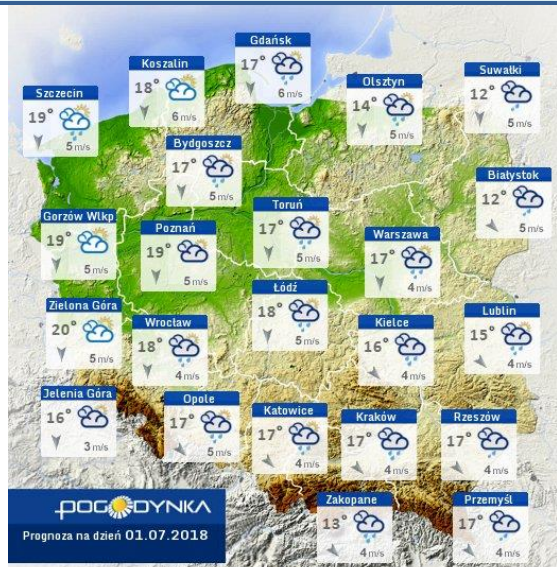 Gdańsk
17°
6 m/s
Koszalin
18°
6 m/s
Suwałki
12°
5 m/s
Olsztyn
14°
5 m/s
Szczecin
19°
5 m/s
Bydgoszcz
17°
5 m/s
Białystok
12°
5 m/s
Toruń
17°
5 m/s
Gorzów Wlkp
19°
5 m/s
Poznań
19°
5 m/s
Warszawa
17°
4 m/s
Łódź
18°
5 m/s
Zielona Góra
20°
5 m/s
Wrocław
18°
4 m/s
Kielce
16°
4 m/s
Lublin
15°
4 m/s
Jelenia Góra
16°
3 m/s
Opole
17°
5 m/s
Katowice
17°
4 m/s
Kraków
17°
4 m/s
Rzeszów
17°
4 m/s
Zakopane
13°
4 m/s
Przemyśl
17°
4 m/s
POGODYNKA
Prognoza na dzień 01.07.2018